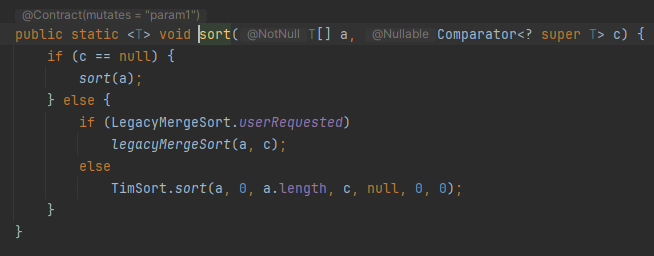 @Contract(mutates = "param1")
public static <T> void sort( @NotNull T[] a, @Nullable Comparator<? super T> c) {
if (c == null) {
sort(a);
} else {
if (LegacyMergeSort.userRequested)
legacyMergeSort(a, c);
else
TimSort.sort(a, 0, a.length, c, null, 0, 0);
}
}